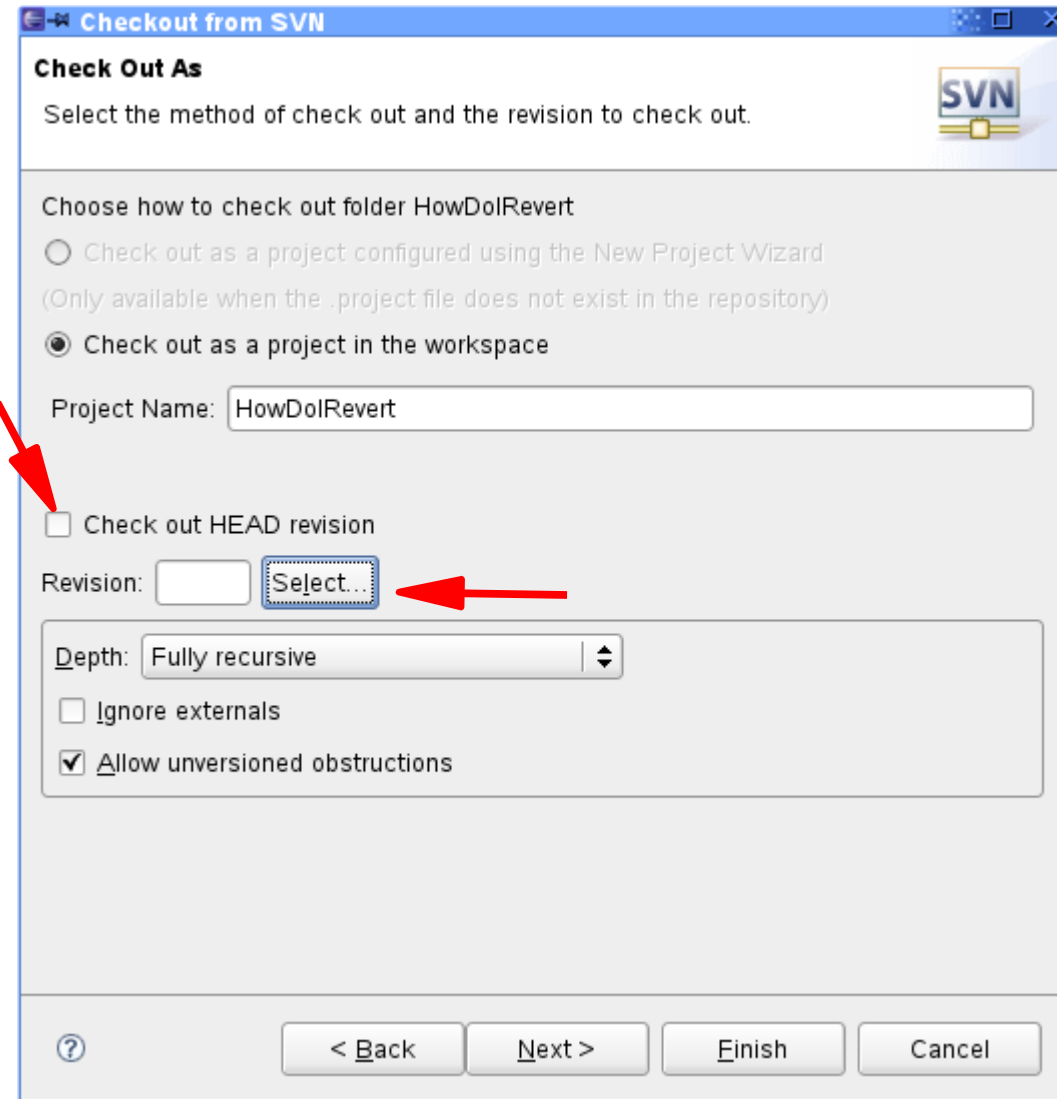 Checkout from SVN
Check Out As
Select the method of check out and the revision to check out.
SVN
Choose how to check out folder HowDoIRevert
Check out as a project configured using the New Project Wizard
(Only available when the .project file does not exist in the repository)
Check out as a project in the workspace
Project Name: HowDoIRevert
Check out HEAD revision
Revision: Select...
Depth: Fully recursive
Ignore externals
Allow unversioned obstructions
? < Back Next > Finish Cancel